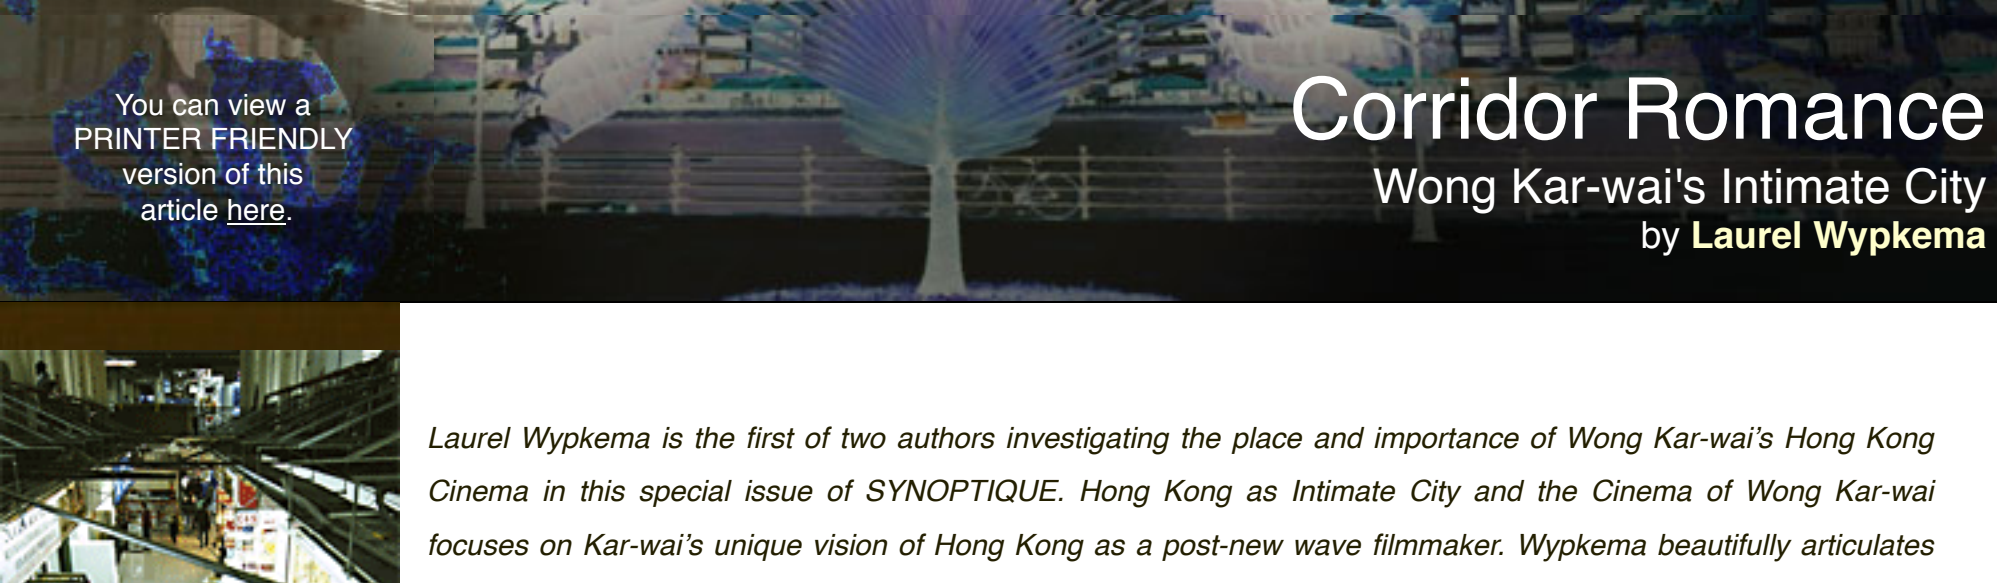 You can view a
PRINTER FRIENDLY
version of this
article here.
Corridor Romance
Wong Kar-wai's Intimate City
by Laurel Wypkema
Laurel Wypkema is the first of two authors investigating the place and importance of Wong Kar-wai’s Hong Kong
Cinema in this special issue of SYNOPTIQUE. Hong Kong as Intimate City and the Cinema of Wong Kar-wai
focuses on Kar-wai’s unique vision of Hong Kong as a post-new wave filmmaker. Wypkema beautifully articulates